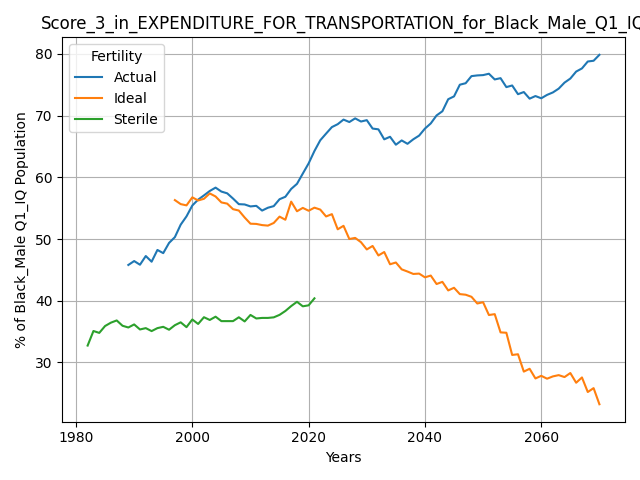 Score_3_in_EXPENDITURE_FOR_TRANSPORTATION_for_Black_Male_Q1_IQ
Fertility
Actual
Ideal
Sterile
80
70
60
50
40
30
% of Black_Male Q1_IQ Population
1980
2000
2020
2040
2060
Years